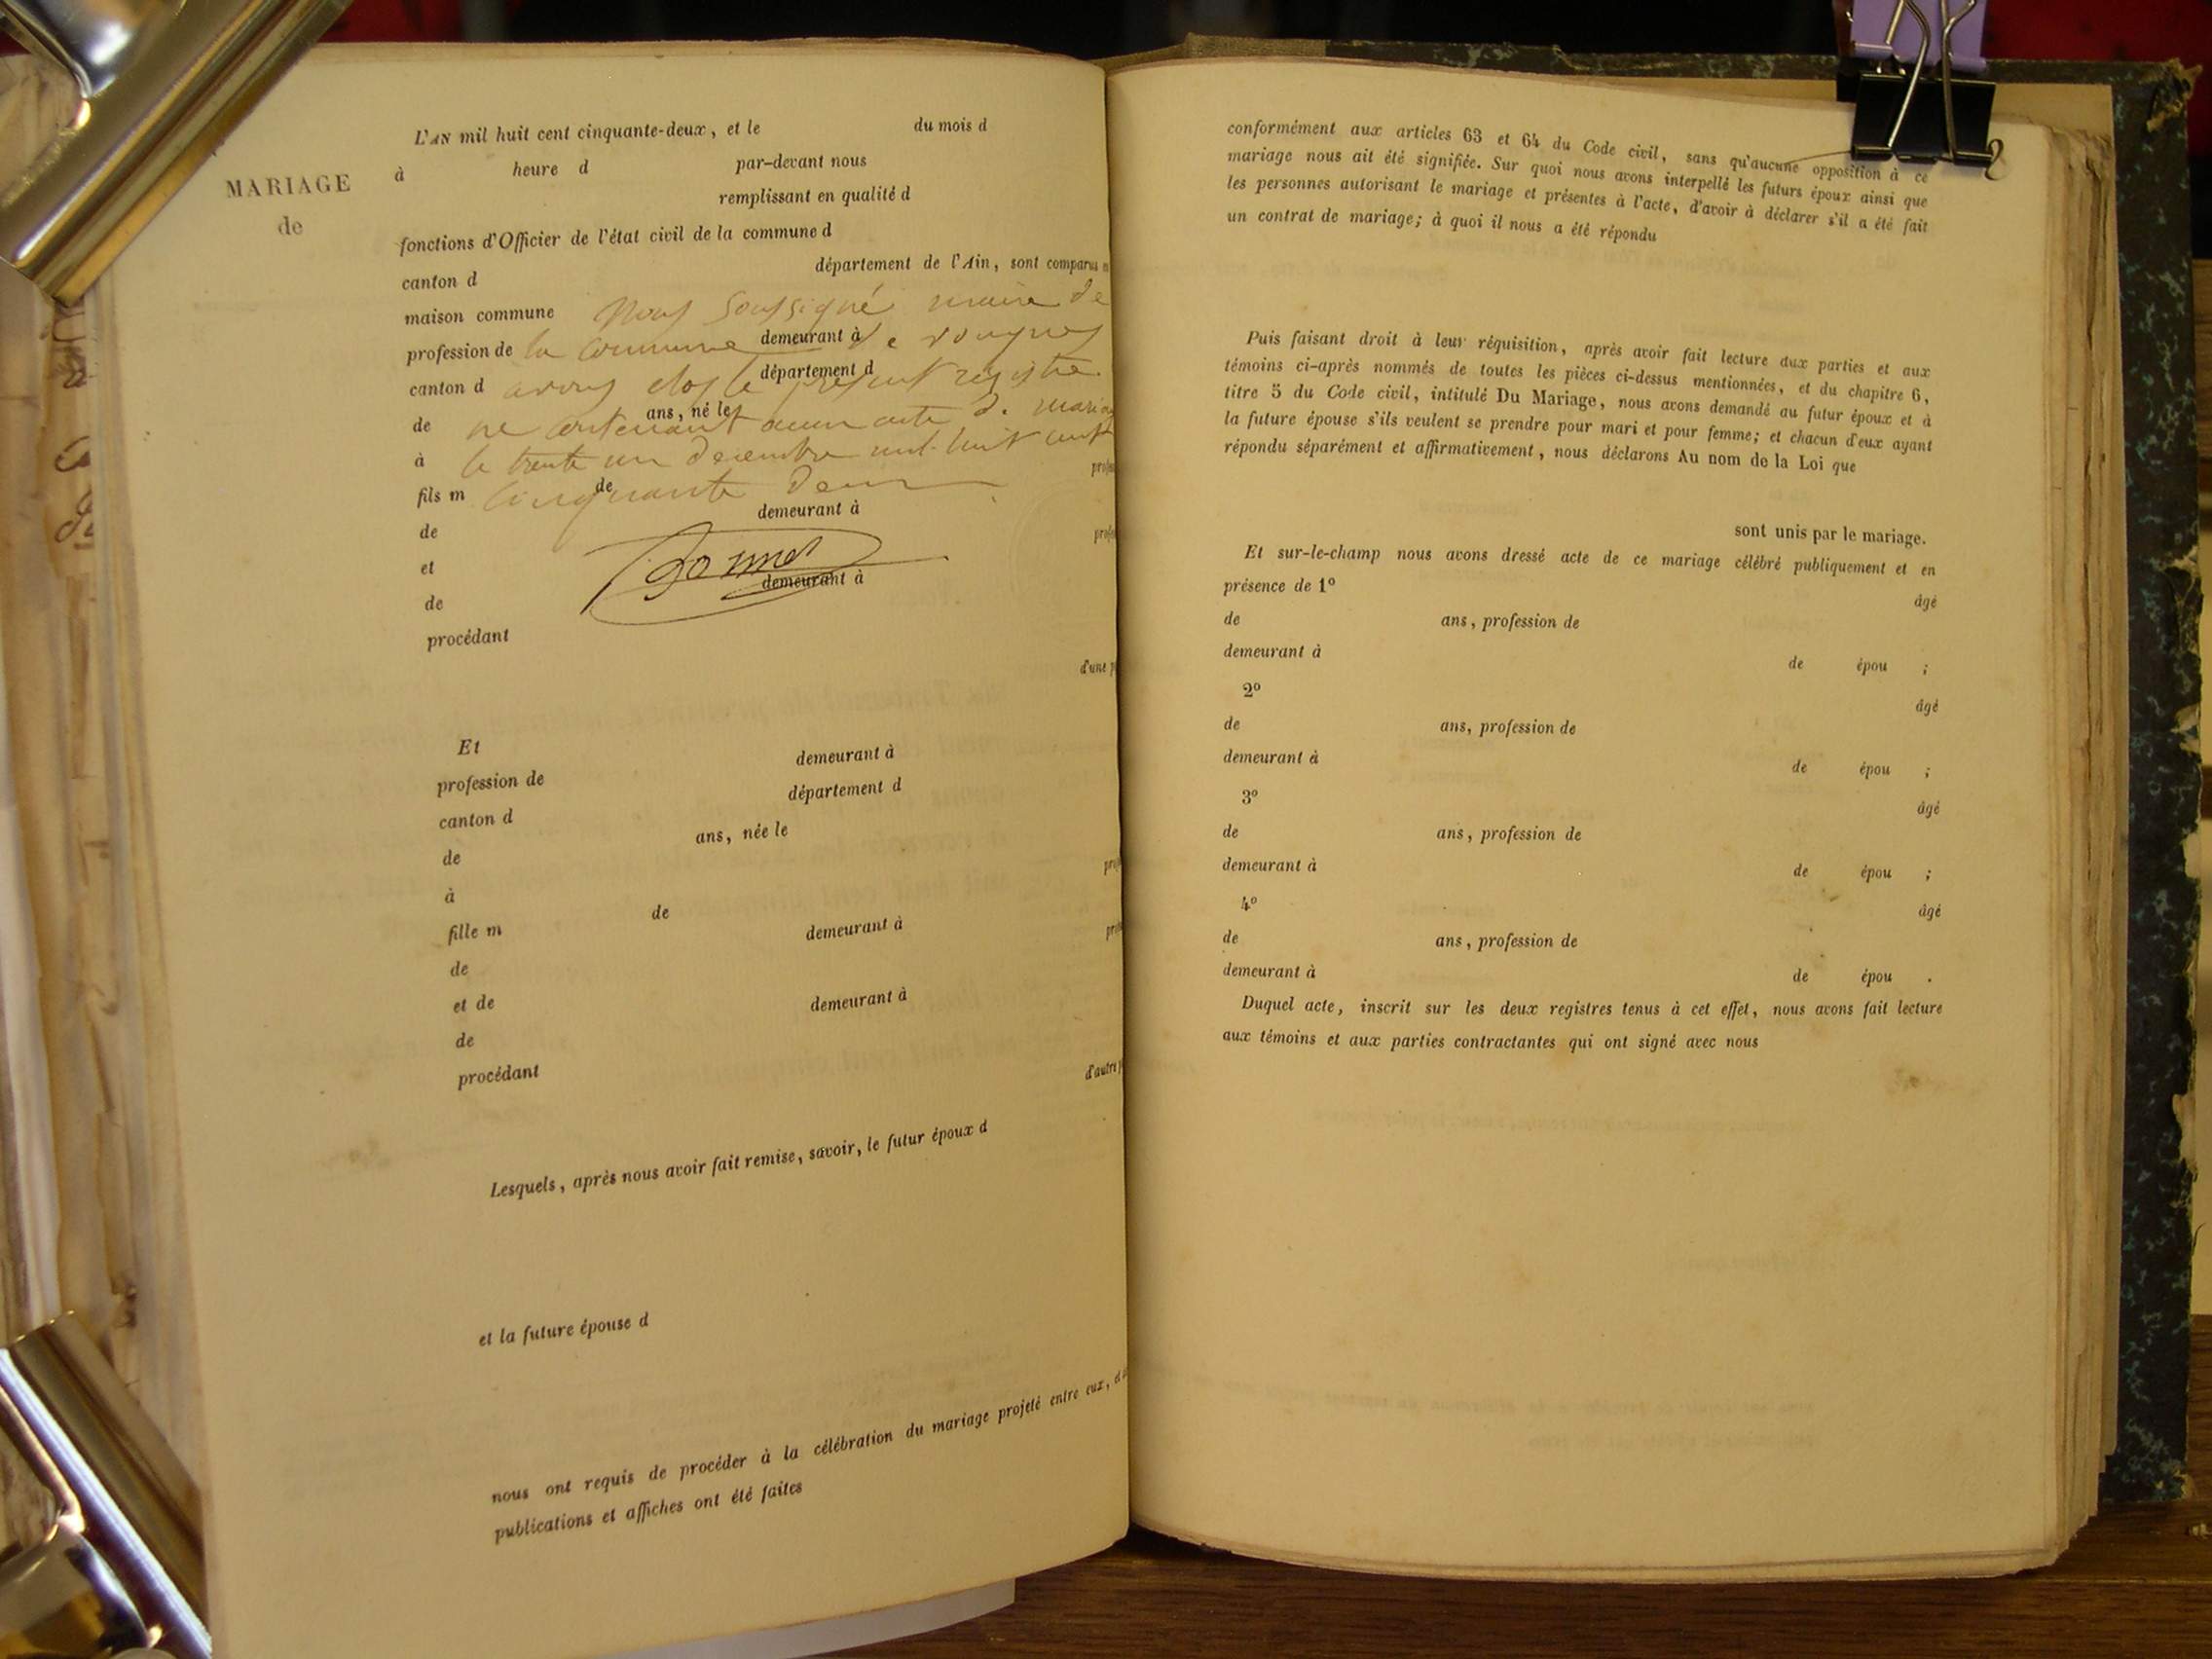 MARIAGE
de
L'AN mil huit cent cinquante-deux, et le du mois d
à heure d par-devant nous
remplissant en qualité d
fonctions d'Officier de l'état civil de la commune d
canton d département de l'Ain, sont comparus
maison commune Nous Soussigné maire de
profession de la commune demeurant à de
canton d avons clos le département d présent registre
de ne contenant ans, né le aucun acte de mariage
à le trente un decembre mil huit cent
fils m cinquante de deux
de demeurant à
et
de demeurant à
procédant
d'une
Et
profession de demeurant à
canton d département d
de ans, née le
à
fille m de
de demeurant à
et de
de demeurant à
procédant
d'autre
Lesquels, après nous avoir fait remise, savoir, le futur époux d
et la future épouse d
nous ont requis de procéder à la célébration du mariage projeté entre eux,
publications et affiches ont été faites
conformément aux articles 63 et 64 du Code civil, sans qu'aucune opposition à ce
mariage nous ait été signifiée. Sur quoi nous avons interpellé les futurs époux ainsi que
les personnes autorisant le mariage et présentes à l'acte, d'avoir à déclarer s'il a été fait
un contrat de mariage; à quoi il nous a été répondu
Puis faisant droit à leur réquisition, après avoir fait lecture aux parties et aux
témoins ci-après nommés de toutes les pièces ci-dessus mentionnées, et du chapitre 6,
titre 5 du Code civil, intitulé Du Mariage, nous avons demandé au futur époux et à
la future épouse s'ils veulent se prendre pour mari et pour femme; et chacun d'eux ayant
répondu séparément et affirmativement, nous déclarons Au nom de la Loi que
sont unis par le mariage.
Et sur-le-champ nous avons dressé acte de ce mariage célébré publiquement et en
présence de 1º âgé
de ans, profession de
demeurant à de épou ;
2º âgé
de ans, profession de
demeurant à de épou ;
3º âgé
de ans, profession de
demeurant à de épou ;
4º âgé
de ans, profession de
demeurant à de épou .
Duquel acte, inscrit sur les deux registres tenus à cet effet, nous avons fait lecture
aux témoins et aux parties contractantes qui ont signé avec nous